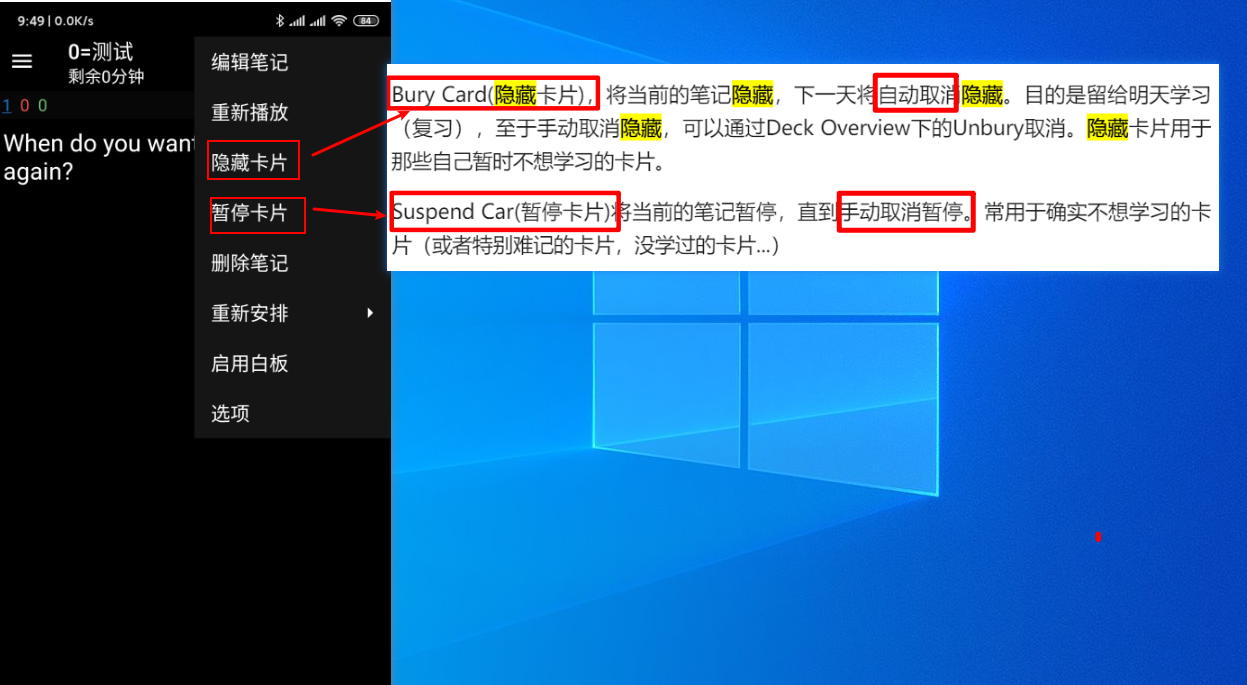 9:49 | 0.0K/s
84
0=测试
剩余0分钟
1 0 0
When do you want
again?
编辑笔记
重新播放
隐藏卡片
暂停卡片
删除笔记
重新安排
启用白板
选项
Bury Card(隐藏卡片)，将当前的笔记隐藏，下一天将自动取消隐藏。目的是留给明天学习
（复习），至于手动取消隐藏，可以通过Deck Overview下的Unbury取消。隐藏卡片用于
那些自己暂时不想学习的卡片。
Suspend Car(暂停卡片)将当前的笔记暂停，直到手动取消暂停。常用于确实不想学习的卡
片（或者特别难记的卡片，没学过的卡片...）